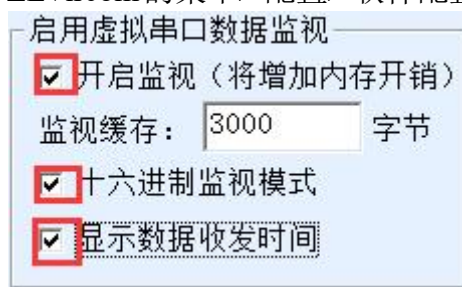 启用虚拟串口数据监视
开启监视（将增加内存开销）
监视缓存： 3000 字节
十六进制监视模式
显示数据收发时间